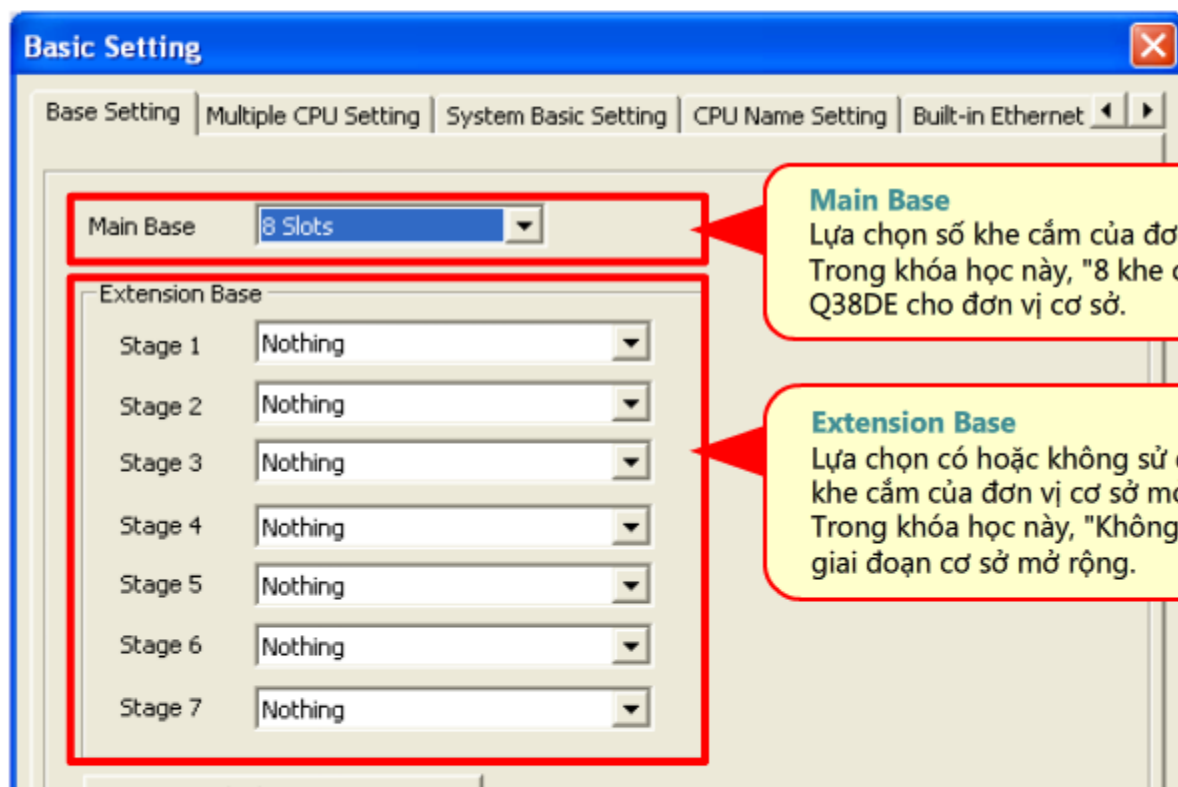 Basic Setting
Base Setting Multiple CPU Setting System Basic Setting CPU Name Setting Built-in Ethernet
Main Base 8 Slots
Main Base
Lựa chọn số khe cắm của
Trong khóa học này, "8 khe
Q38DE cho đơn vị cơ sở.
Extension Base
Stage 1 Nothing
Stage 2 Nothing
Stage 3 Nothing
Stage 4 Nothing
Stage 5 Nothing
Stage 6 Nothing
Stage 7 Nothing
Extension Base
Lựa chọn có hoặc không sử
khe cắm của đơn vị cơ sở
Trong khóa học này, "Không
giai đoạn cơ sở mở rộng.